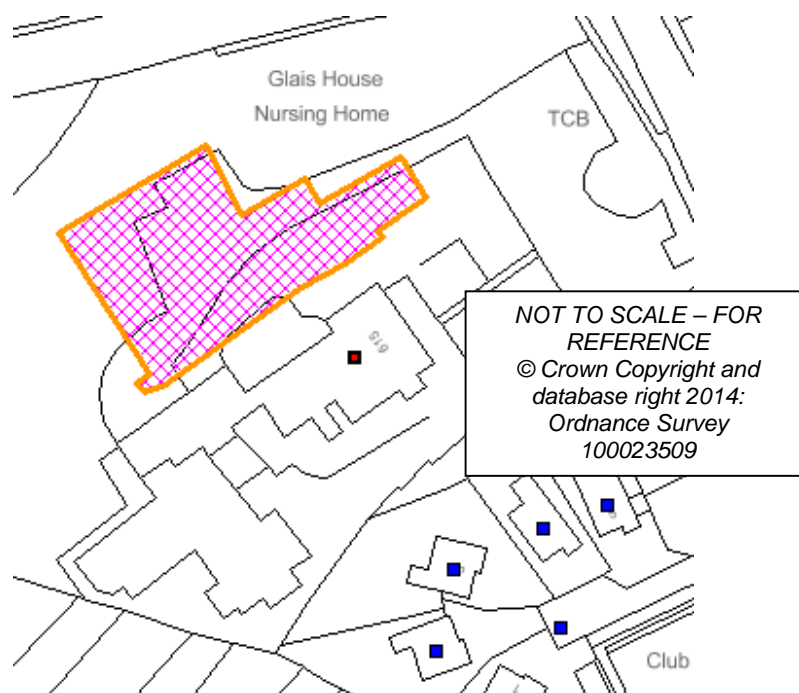 Glais House
Nursing Home
TCB
615
NOT TO SCALE – FOR
REFERENCE
© Crown Copyright and
database right 2014:
Ordnance Survey
100023509
Club